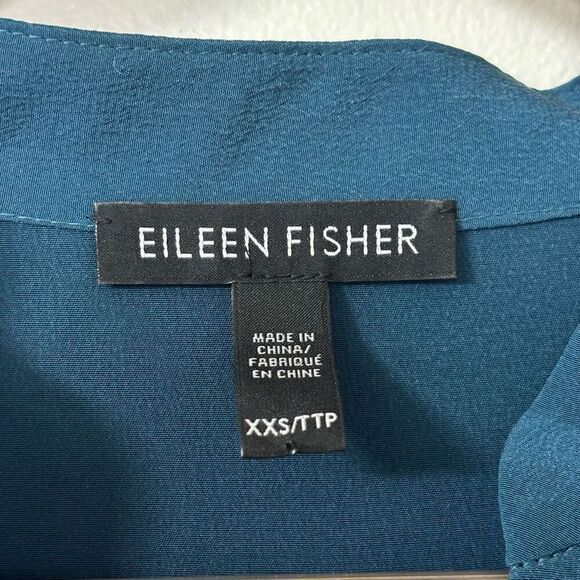 EILEEN FISHER
MADE IN
CHINA/
FABRIQUÉ
EN CHINE
XXS/TTP